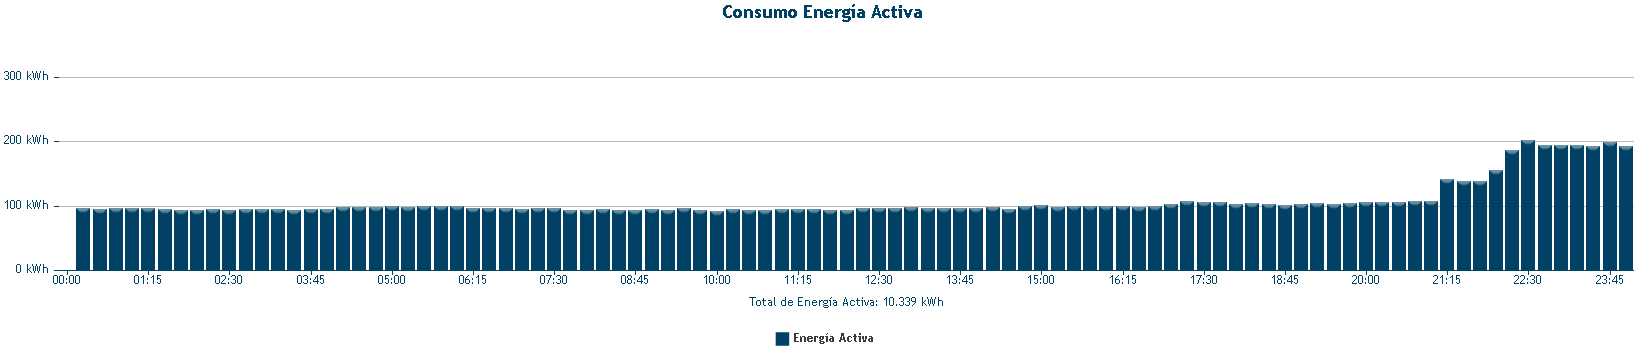 Consumo Energía Activa
300 kWh
200 kWh
100 kWh
0 kWh
00:00 01:15 02:30 03:45 05:00 06:15 07:30 08:45 10:00 11:15 12:30 13:45 15:00 16:15 17:30 18:45 20:00 21:15 22:30 23:45
Total de Energía Activa: 10.339 kWh
Energía Activa